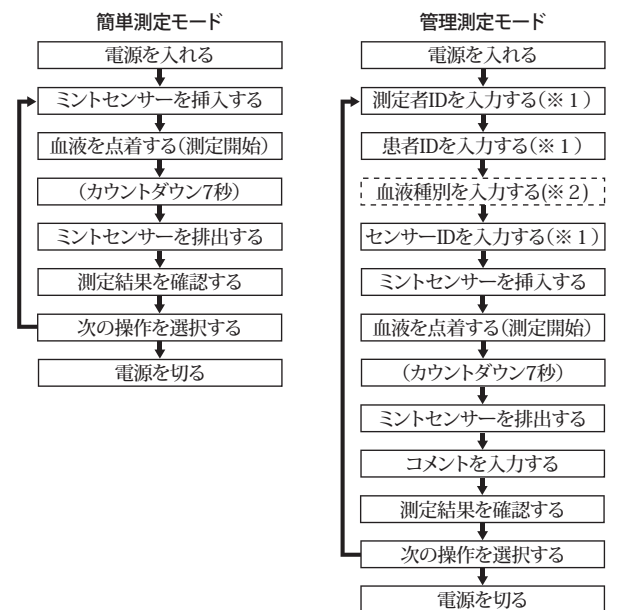 簡単測定モード
電源を入れる
ミントセンサーを挿入する
血液を点着する(測定開始)
(カウントダウン7秒)
ミントセンサーを排出する
測定結果を確認する
次の操作を選択する
電源を切る
管理測定モード
電源を入れる
測定者IDを入力する(※1)
患者IDを入力する(※1)
血液種別を入力する(※2)
センサーIDを入力する(※1)
ミントセンサーを挿入する
血液を点着する(測定開始)
(カウントダウン7秒)
ミントセンサーを排出する
コメントを入力する
測定結果を確認する
次の操作を選択する
電源を切る